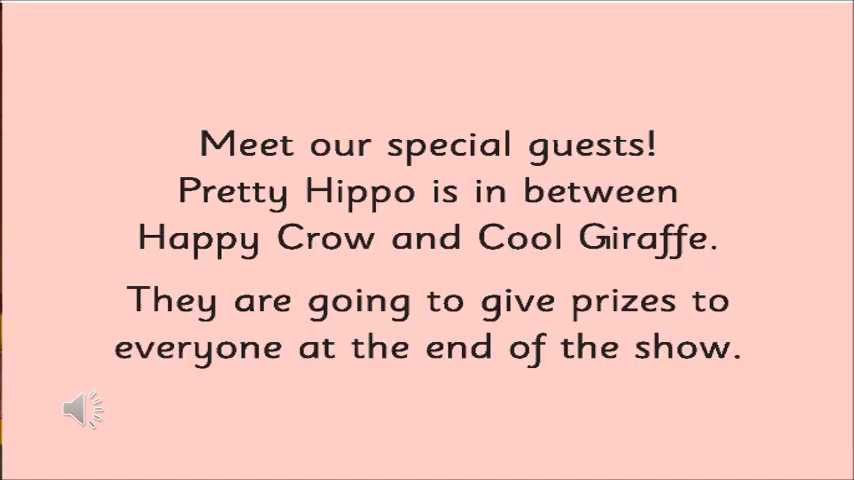 Meet our special guests!
Pretty Hippo is in between
Happy Crow and Cool Giraffe.
They are going to give prizes to
everyone at the end of the show.